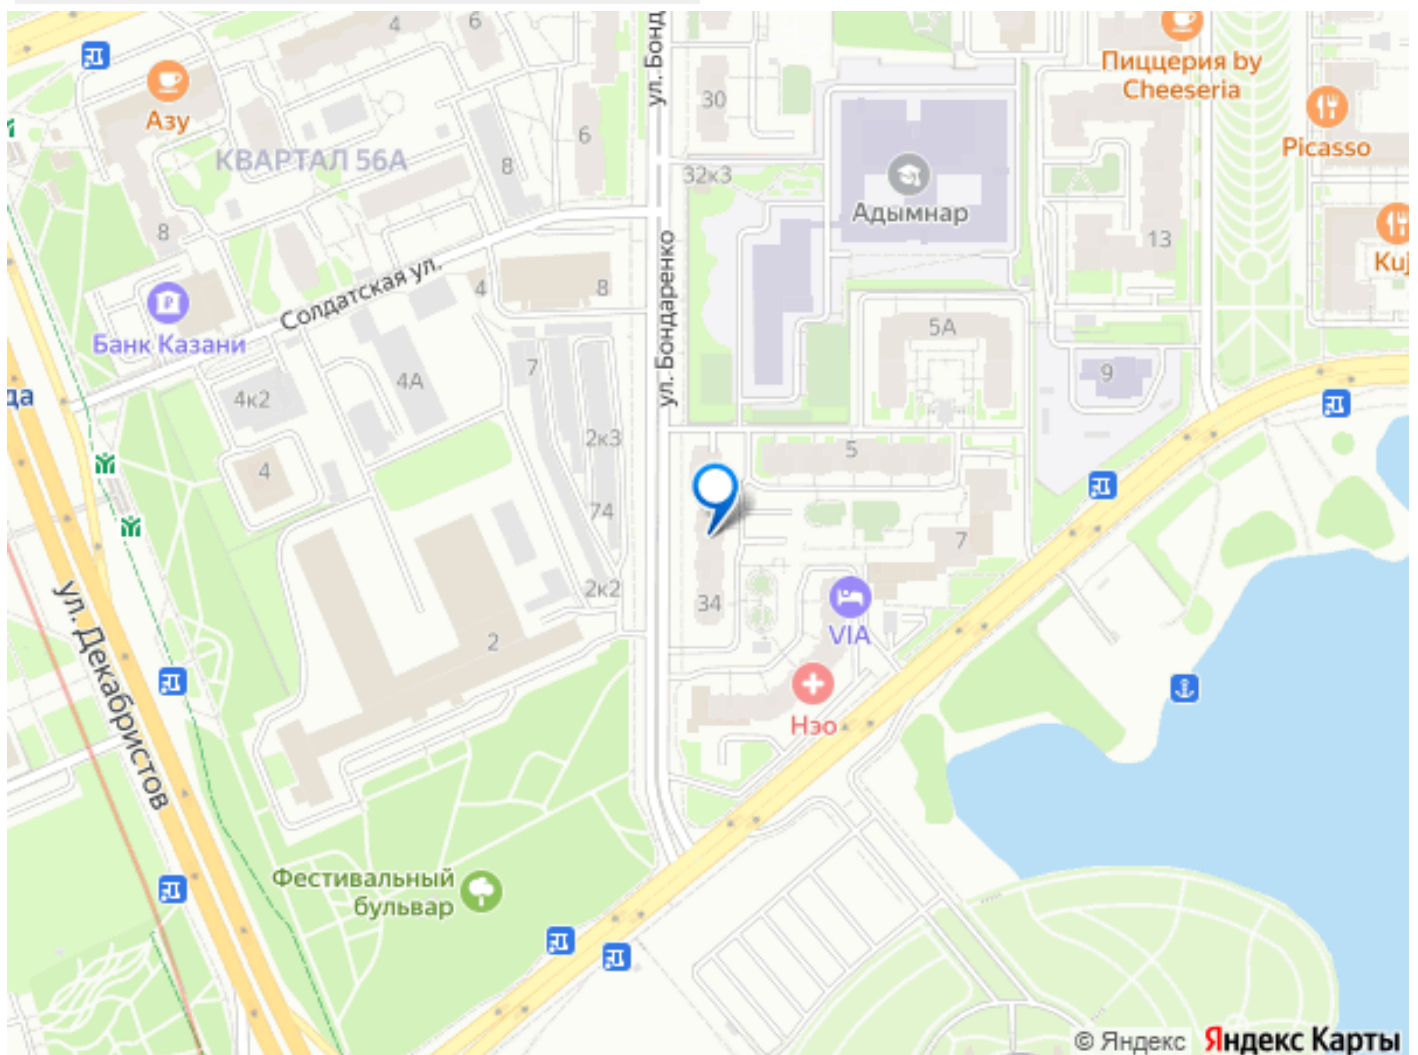 4
6
ул. Бонд
Пиццерия by
Cheeseria
30
Азу
6
Picasso
КВАРТАЛ 56А
8
32к3
Адымнар
8
13
Kuj
Солдатская ул.
4
8
ул. Бондаренко
Банк Казани
5А
7
9
4А
да
4к2
2к3
5
4
74
7
2к2
34
VIA
2
ул. Декабристов
Нэо
Фестивальный
бульвар
© Яндекс Яндекс Карты